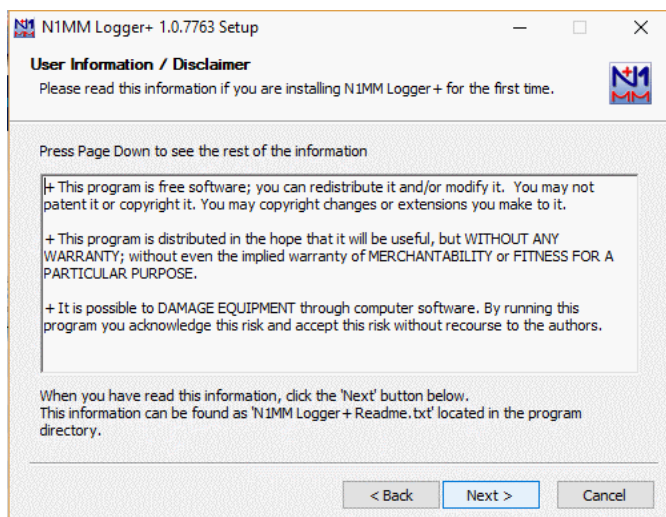 N1MM Logger+ 1.0.7763 Setup
User Information / Disclaimer
Please read this information if you are installing N1MM Logger+ for the first time.
N+1
MM
Press Page Down to see the rest of the information
+ This program is free software; you can redistribute it and/or modify it.  You may not
patent it or copyright it. You may copyright changes or extensions you make to it.
+ This program is distributed in the hope that it will be useful, but WITHOUT ANY
WARRANTY; without even the implied warranty of MERCHANTABILITY or FITNESS FOR A
PARTICULAR PURPOSE.
+ It is possible to DAMAGE EQUIPMENT through computer software. By running this
program you acknowledge this risk and accept this risk without recourse to the authors.
When you have read this information, click the 'Next' button below.
This information can be found as 'N1MM Logger+ Readme.txt' located in the program
directory.
< Back
Next >
Cancel